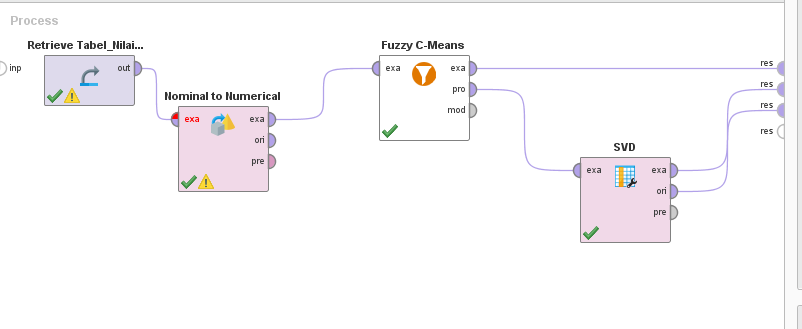 Process
Retrieve Tabel_Nilai...
inp
out
Nominal to Numerical
exa
exa
ori
pre
Fuzzy C-Means
exa
exa
pro
mod
SVD
exa
exa
ori
pre
res
res
res
res